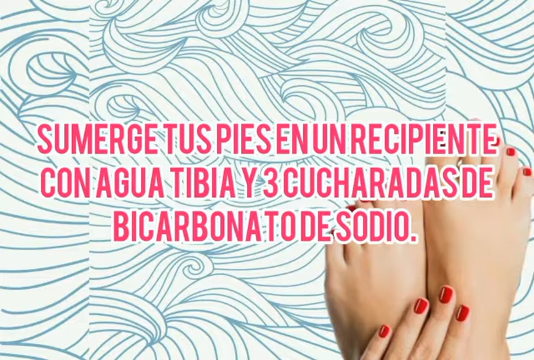 SUMERGE TUS PIES EN UN RECIPIENTE
CON AGUA TIBIA Y 3 CUCHARADAS DE
BICARBONATO DE SODIO.